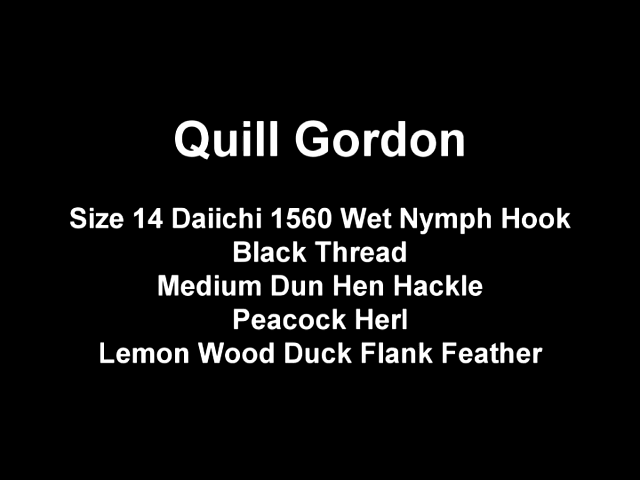 Quill Gordon
Size 14 Daiichi 1560 Wet Nymph Hook
Black Thread
Medium Dun Hen Hackle
Peacock Herl
Lemon Wood Duck Flank Feather